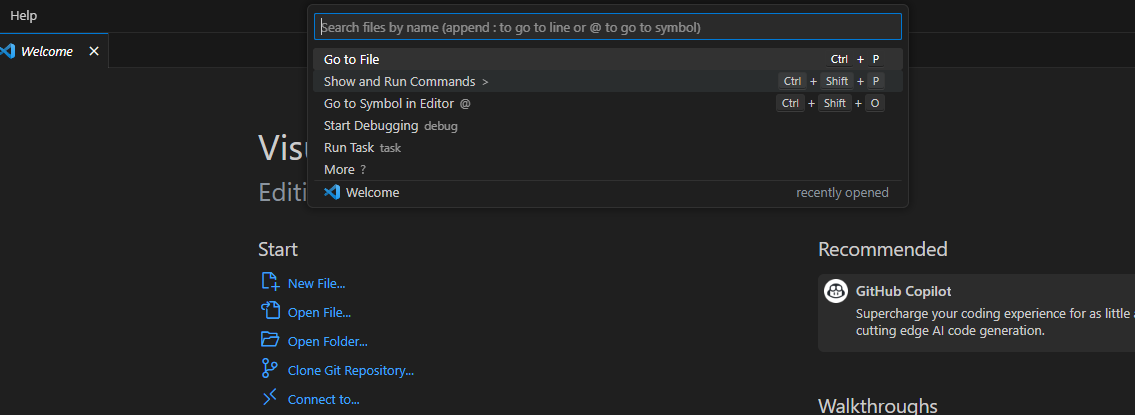 Help
Search files by name (append : to go to line or @ to go to symbol)
Welcome
Go to File Ctrl + P
Show and Run Commands > Ctrl + Shift + P
Go to Symbol in Editor @ Ctrl + Shift + O
Start Debugging debug
Run Task task
More ?
Welcome recently opened
Start
New File...
Open File...
Open Folder...
Clone Git Repository...
Connect to...
Recommended
GitHub Copilot
Supercharge your coding experience for as little
cutting edge AI code generation.
Walkthroughs